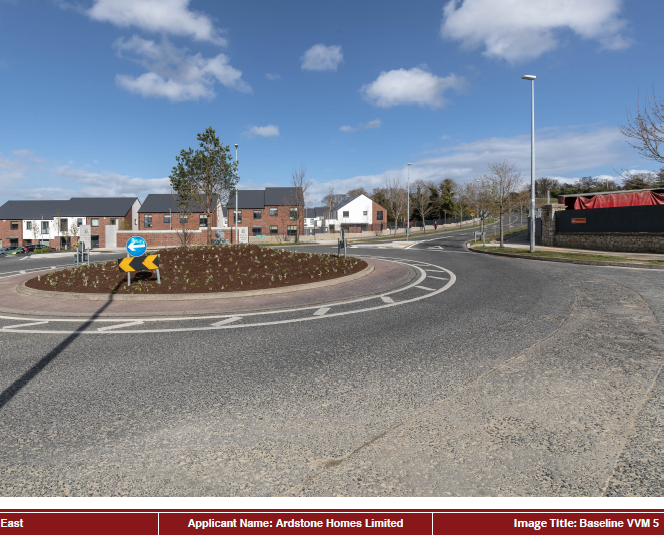 East
Applicant Name: Ardstone Homes Limited
Image Title: Baseline VVM 5